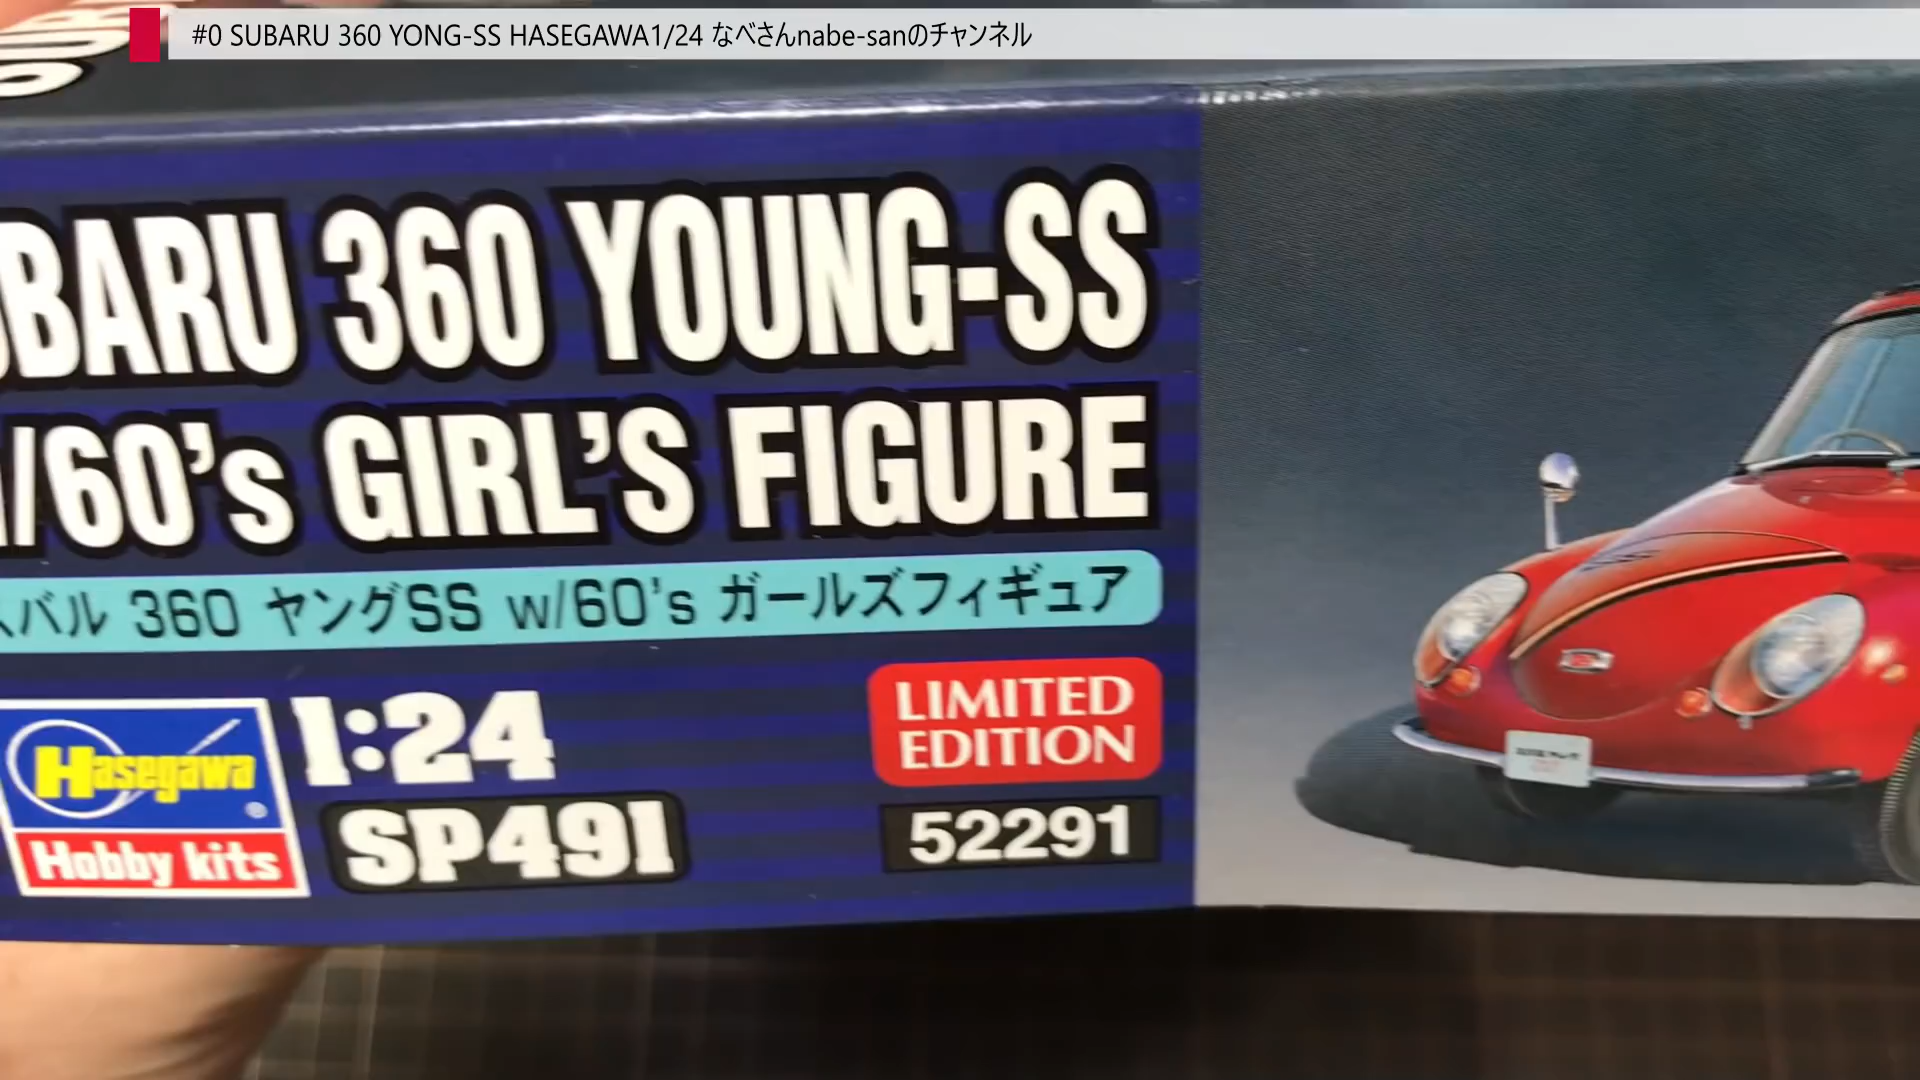 #0 SUBARU 360 YONG-SS HASEGAWA1/24 なべさんnabe-sanのチャンネル
UBARU 360 YOUNG-SS
/60's GIRL'S FIGURE
スバル 360 ヤングSS w/60's ガールズフィギュア
Hasegawa®
Hobby kits
1:24
SP491
LIMITED
EDITION
52291